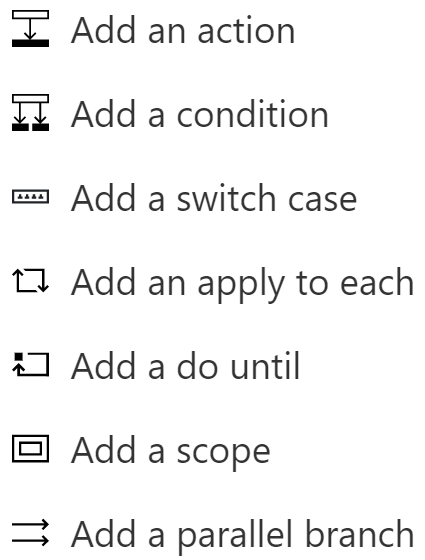 Add an action
Add a condition
Add a switch case
Add an apply to each
Add a do until
Add a scope
Add a parallel branch